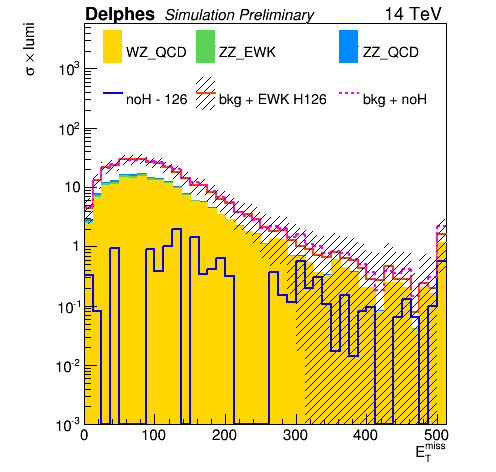 Delphes Simulation Preliminary 14 TeV
σ × lumi
WZ_QCD ZZ_EWK ZZ_QCD
noH - 126 bkg + EWK H126 bkg + noH
10³
10²
10
1
10⁻¹
10⁻²
10⁻³
0 100 200 300 400 500
E_T^miss